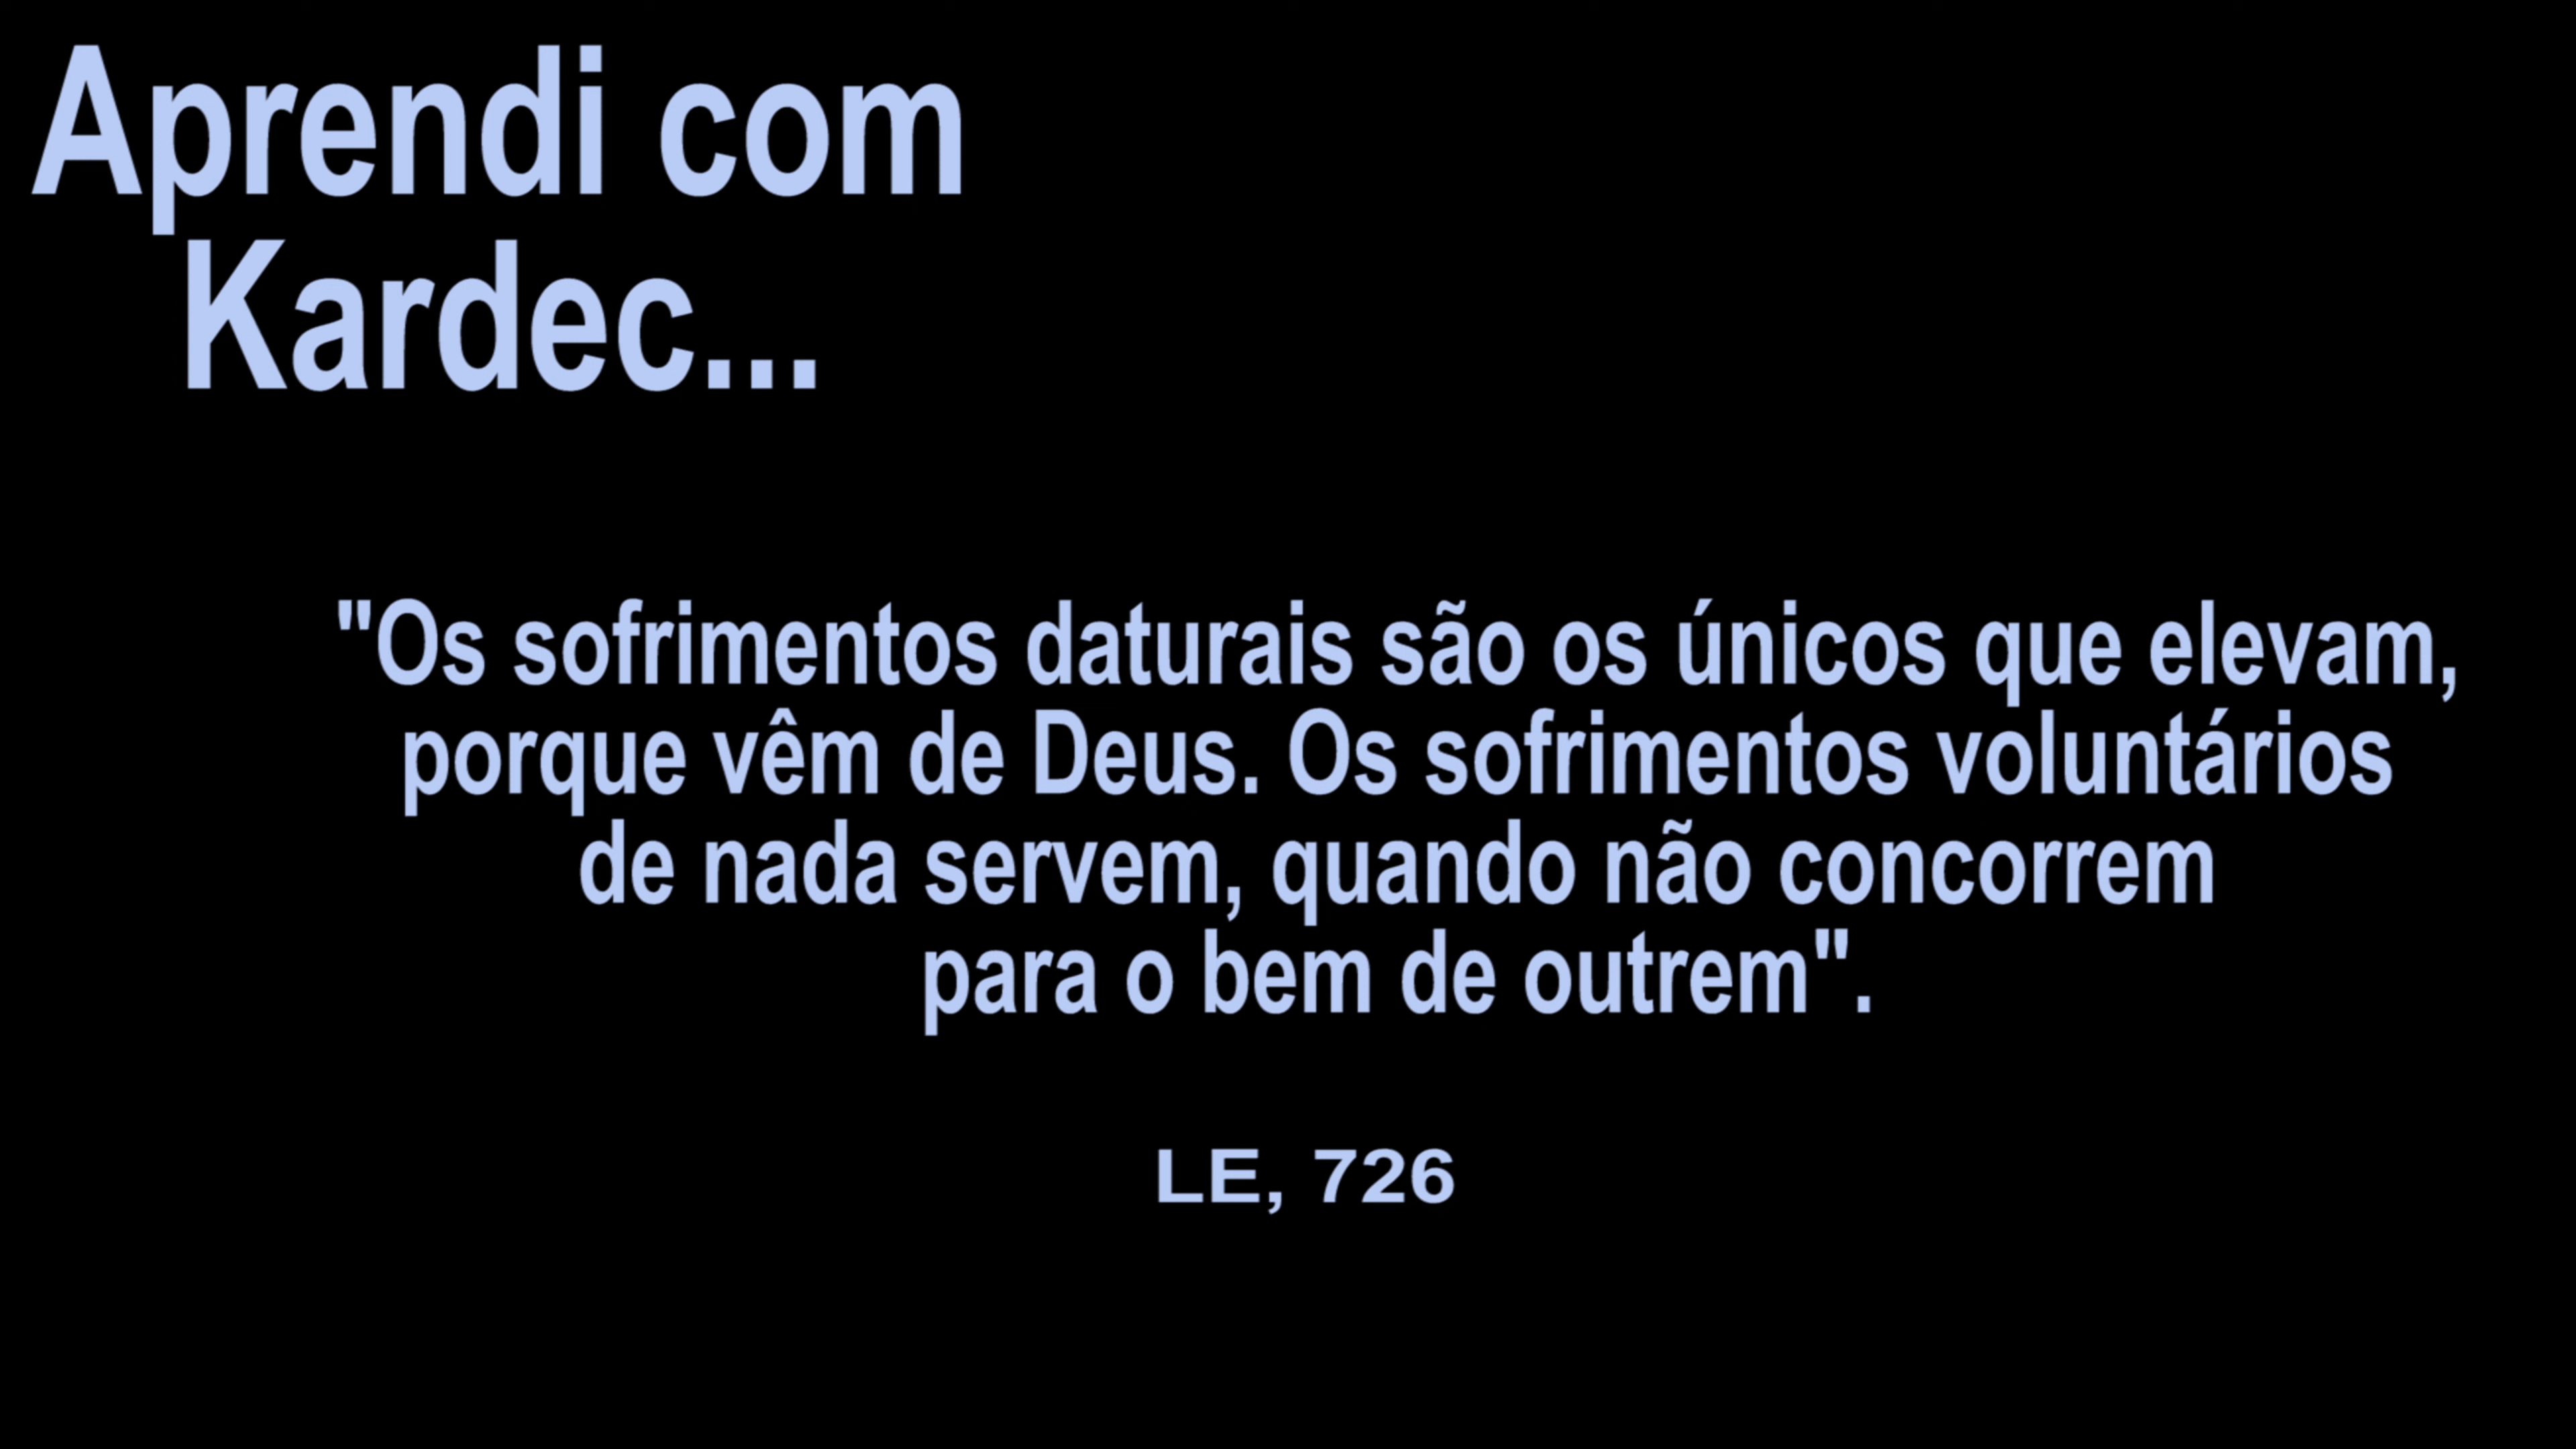 Aprendi com
Kardec...
"Os sofrimentos daturais são os únicos que elevam,
porque vêm de Deus. Os sofrimentos voluntários
de nada servem, quando não concorrem
para o bem de outrem".
LE, 726